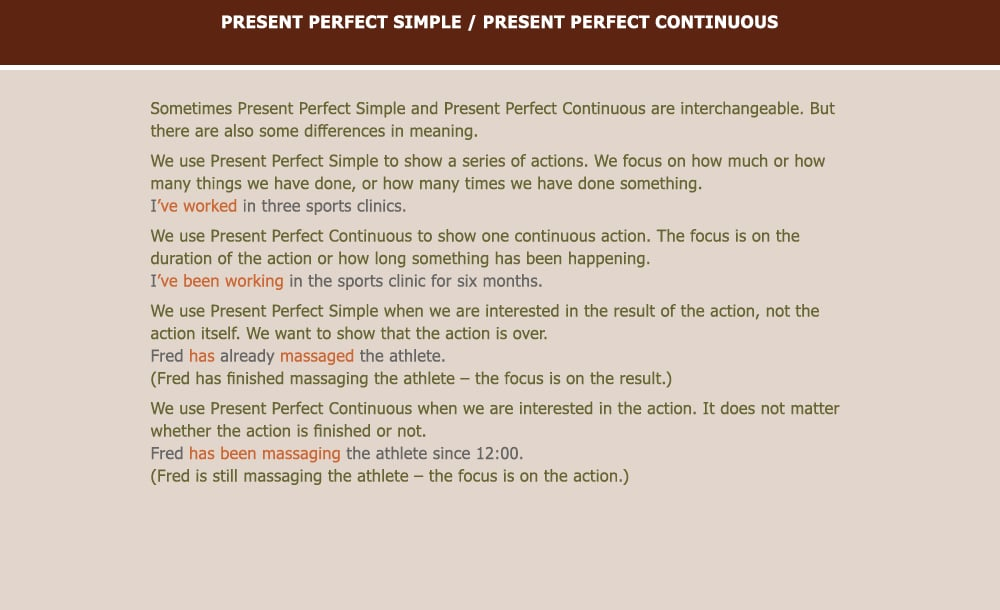 PRESENT PERFECT SIMPLE / PRESENT PERFECT CONTINUOUS
Sometimes Present Perfect Simple and Present Perfect Continuous are interchangeable. But
there are also some differences in meaning.
We use Present Perfect Simple to show a series of actions. We focus on how much or how
many things we have done, or how many times we have done something.
I’ve worked in three sports clinics.
We use Present Perfect Continuous to show one continuous action. The focus is on the
duration of the action or how long something has been happening.
I’ve been working in the sports clinic for six months.
We use Present Perfect Simple when we are interested in the result of the action, not the
action itself. We want to show that the action is over.
Fred has already massaged the athlete.
(Fred has finished massaging the athlete – the focus is on the result.)
We use Present Perfect Continuous when we are interested in the action. It does not matter
whether the action is finished or not.
Fred has been massaging the athlete since 12:00.
(Fred is still massaging the athlete – the focus is on the action.)